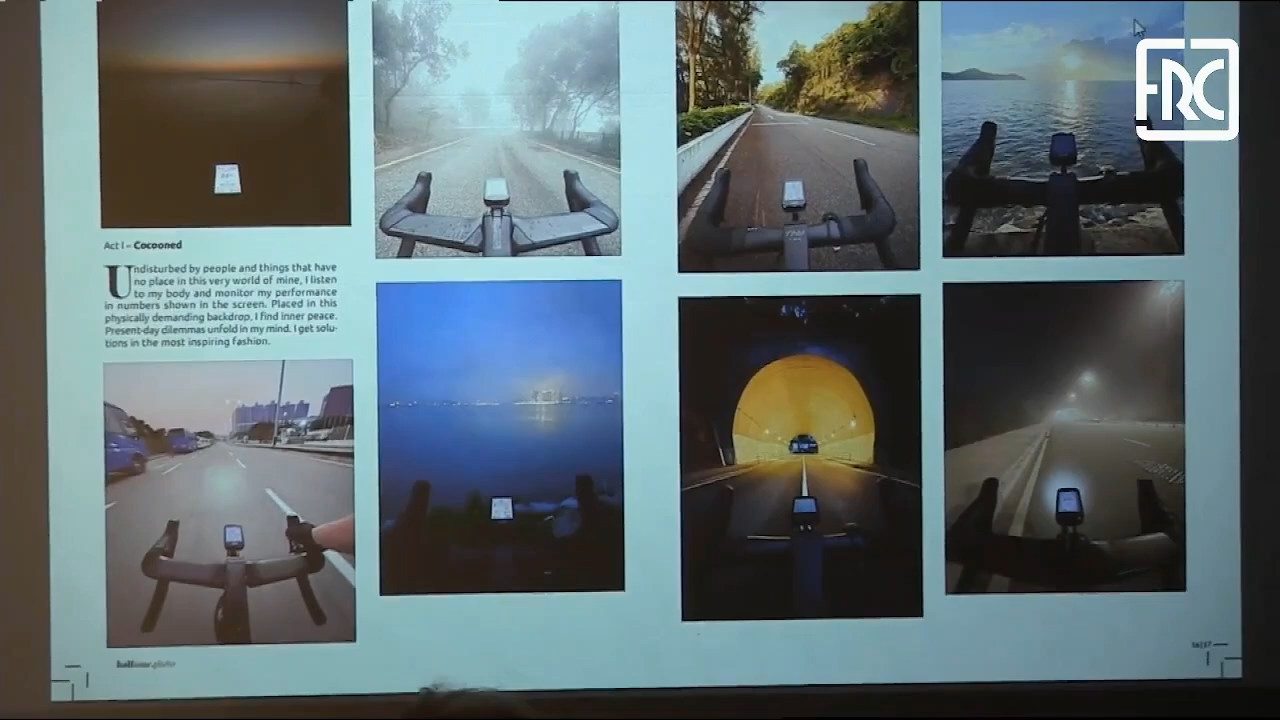 FRC
Act I – Cocooned
Undisturbed by people and things that have
no place in this very world of mine, I listen
to my body and monitor my performance
in numbers shown in the screen. Placed in this
physically demanding backdrop, I find inner peace.
Present-day dilemmas unfold in my mind. I get solu-
tions in the most inspiring fashion.